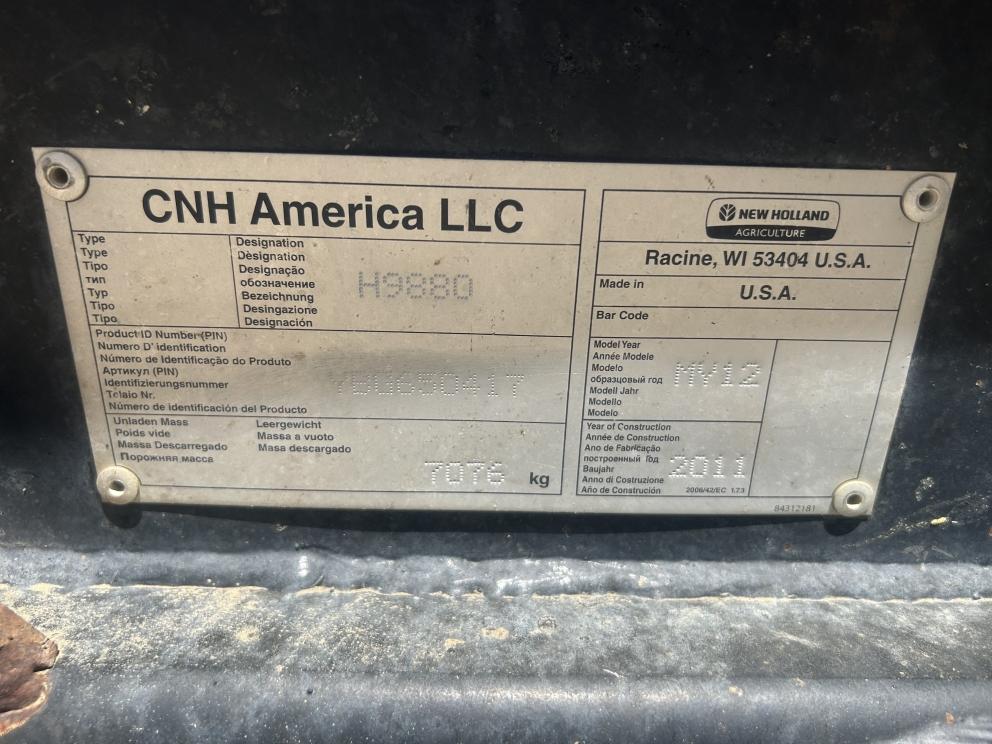 CNH America LLC
Type
Type
Tipo
тип
Typ
Tipo
Tipo
Designation
Dèsignation
Designação
обозначение
Bezeichnung
Desingazione
Designación
H9880
Product ID Number (PIN)
Numero D' identification
Número de Identificação do Produto
Артикул (PIN)
Identifizierungsnummer
Telaio Nr.
Número de identificación del Producto
Unladen Mass
Poids vide
Massa Descarregado
Порожняя масса
Leergewicht
Massa a vuoto
Masa descargado
7076 kg
NEW HOLLAND
AGRICULTURE
Racine, WI 53404 U.S.A.
Made in
U.S.A.
Bar Code
Model Year
Année Modele
Modelo
образцовый год
Modell Jahr
Modello
Modelo
MY12
Year of Construction
Année de Construction
Ano de Fabricação
построенный Год
Baujahr
Anno di Costruzione
Año de Construción
2011
2006/42/EC 1.7.3
84312181